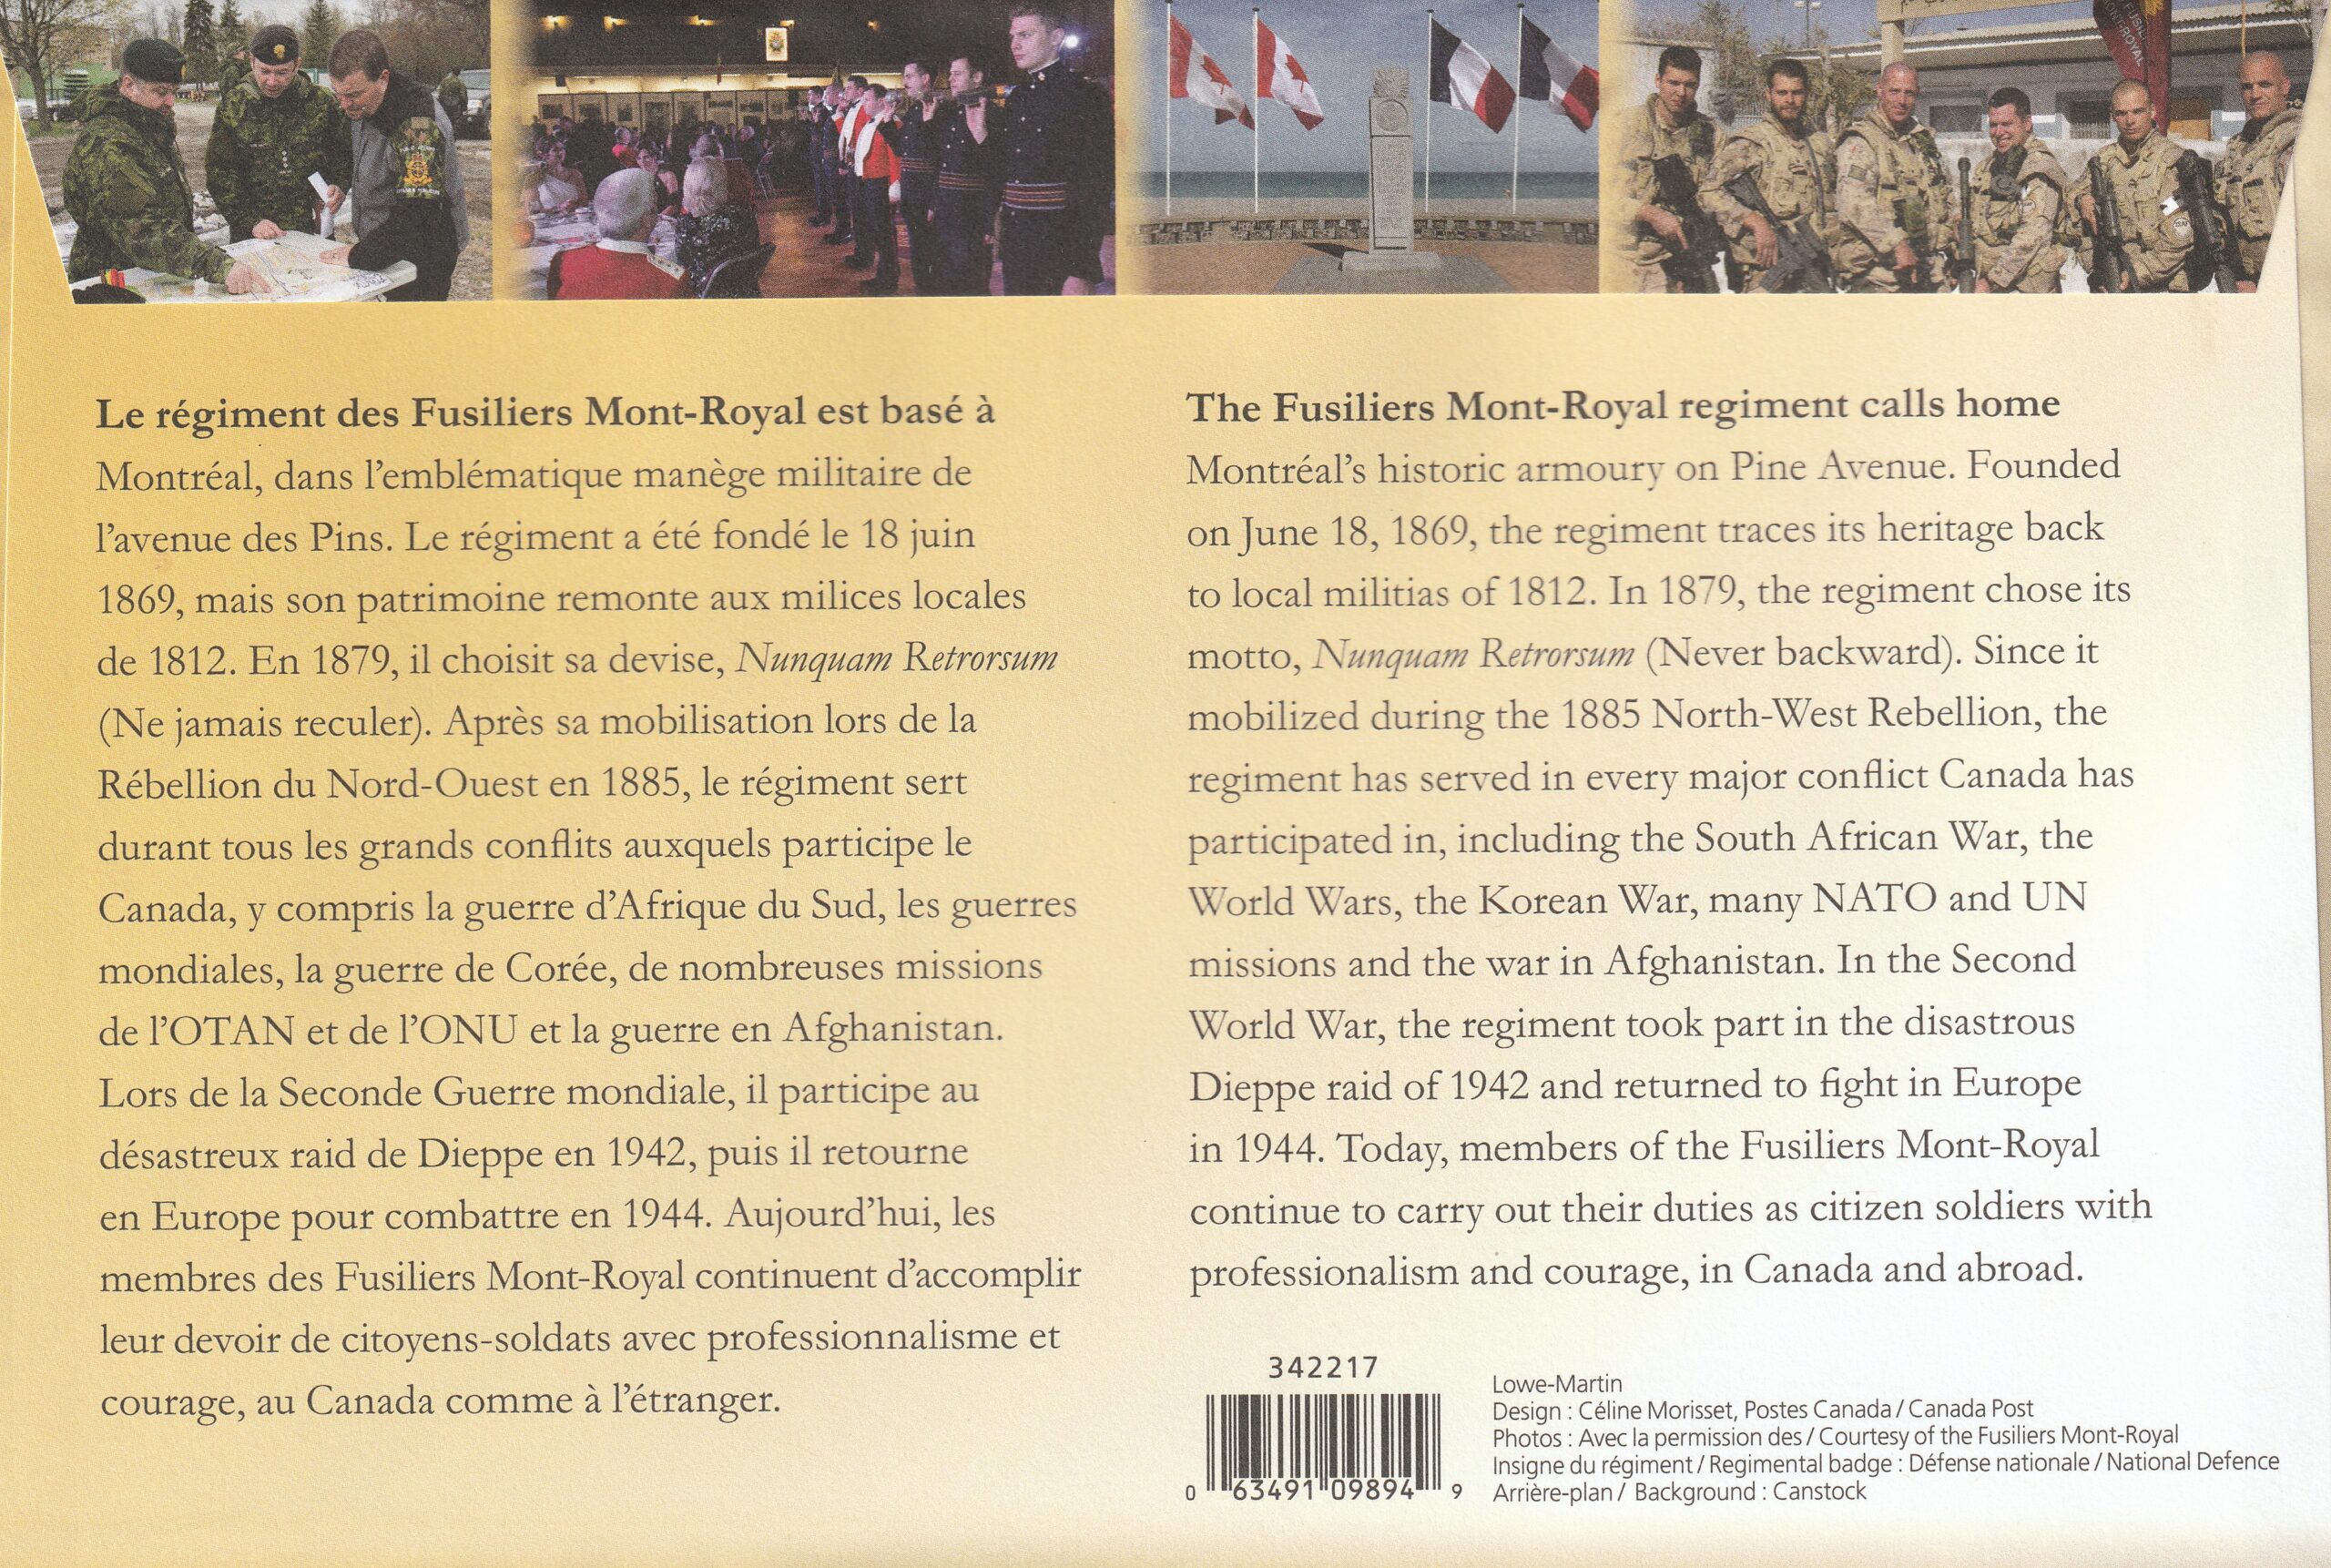 Le régiment des Fusiliers Mont-Royal est basé à
Montréal, dans l’emblématique manège militaire de
l’avenue des Pins. Le régiment a été fondé le 18 juin
1869, mais son patrimoine remonte aux milices locales
de 1812. En 1879, il choisit sa devise, Nunquam Retrorsum
(Ne jamais reculer). Après sa mobilisation lors de la
Rébellion du Nord-Ouest en 1885, le régiment sert
durant tous les grands conflits auxquels participe le
Canada, y compris la guerre d’Afrique du Sud, les guerres
mondiales, la guerre de Corée, de nombreuses missions
de l’OTAN et de l’ONU et la guerre en Afghanistan.
Lors de la Seconde Guerre mondiale, il participe au
désastreux raid de Dieppe en 1942, puis il retourne
en Europe pour combattre en 1944. Aujourd’hui, les
membres des Fusiliers Mont-Royal continuent d’accomplir
leur devoir de citoyens-soldats avec professionnalisme et
courage, au Canada comme à l’étranger.
The Fusiliers Mont-Royal regiment calls home
Montréal’s historic armoury on Pine Avenue. Founded
on June 18, 1869, the regiment traces its heritage back
to local militias of 1812. In 1879, the regiment chose its
motto, Nunquam Retrorsum (Never backward). Since it
mobilized during the 1885 North-West Rebellion, the
regiment has served in every major conflict Canada has
participated in, including the South African War, the
World Wars, the Korean War, many NATO and UN
missions and the war in Afghanistan. In the Second
World War, the regiment took part in the disastrous
Dieppe raid of 1942 and returned to fight in Europe
in 1944. Today, members of the Fusiliers Mont-Royal
continue to carry out their duties as citizen soldiers with
professionalism and courage, in Canada and abroad.
342217
0 63491 09894 9
Lowe-Martin
Design : Céline Morisset, Postes Canada / Canada Post
Photos : Avec la permission des / Courtesy of the Fusiliers Mont-Royal
Insigne du régiment / Regimental badge : Défense nationale / National Defence
Arrière-plan / Background : Canstock